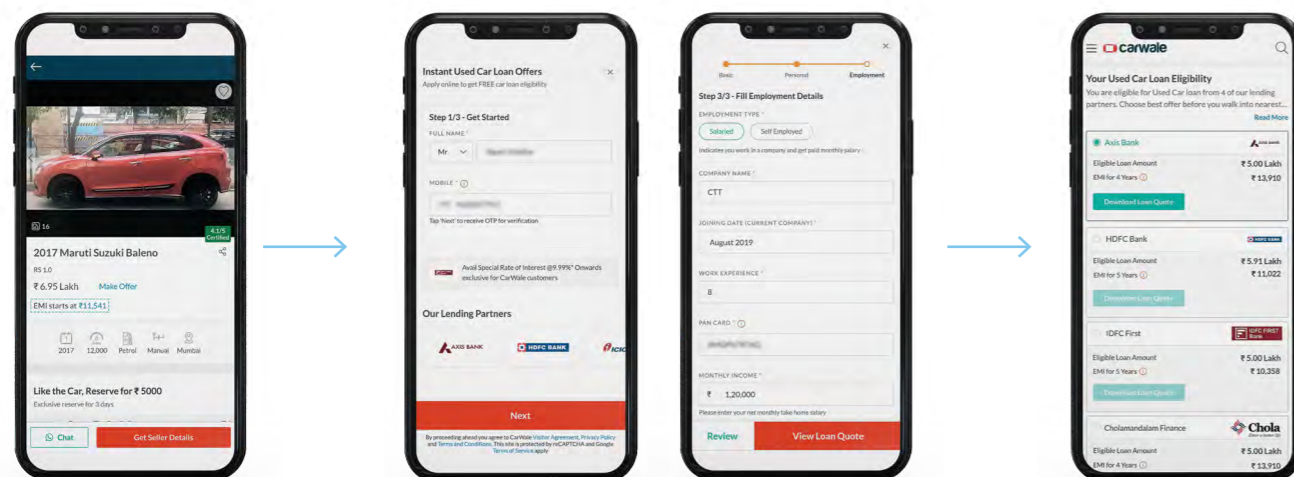 16
4.1/5
Certified
2017 Maruti Suzuki Baleno
RS 1.0
₹ 6.95 Lakh Make Offer
EMI starts at ₹11,541
2017 12,000 Petrol Manual Mumbai
Like the Car, Reserve for ₹ 5000
Exclusive reserve for 3 days
Chat Get Seller Details
Instant Used Car Loan Offers
Apply online to get FREE car loan eligibility
Step 1/3 - Get Started
FULL NAME *
Mr.
MOBILE *
Tap 'Next' to receive OTP for verification
Avail Special Rate of Interest @9.99%* Onwards
exclusive for CarWale customers
Our Lending Partners
AXIS BANK HDFC BANK ICIC
Next
By proceeding ahead you agree to CarWale Visitor Agreement, Privacy Policy
and Terms and Conditions. This site is protected by reCAPTCHA and Google
Terms of Service apply
Basic Personal Employment
Step 3/3 - Fill Employment Details
EMPLOYMENT TYPE *
Salaried Self Employed
Indicates you work in a company and get paid monthly salary
COMPANY NAME *
CTT
JOINING DATE (CURRENT COMPANY) *
August 2019
WORK EXPERIENCE *
8
PAN CARD *
MONTHLY INCOME *
₹ 1,20,000
Please enter your net monthly take home salary
Review View Loan Quote
carwale
Your Used Car Loan Eligibility
You are eligible for Used Car loan from 4 of our lending
partners. Choose best offer before you walk into nearest...
Read More
Axis Bank AXIS BANK
Eligible Loan Amount ₹ 5.00 Lakh
EMI for 4 Years ₹ 13,910
Download Loan Quote
HDFC Bank HDFC BANK
Eligible Loan Amount ₹ 5.91 Lakh
EMI for 5 Years ₹ 11,022
Download Loan Quote
IDFC First IDFC FIRST
Bank
Eligible Loan Amount ₹ 5.00 Lakh
EMI for 5 Years ₹ 10,358
Download Loan Quote
Cholamandalam Finance Chola
Eligible Loan Amount ₹ 5.00 Lakh
EMI for 4 Years ₹ 13,910